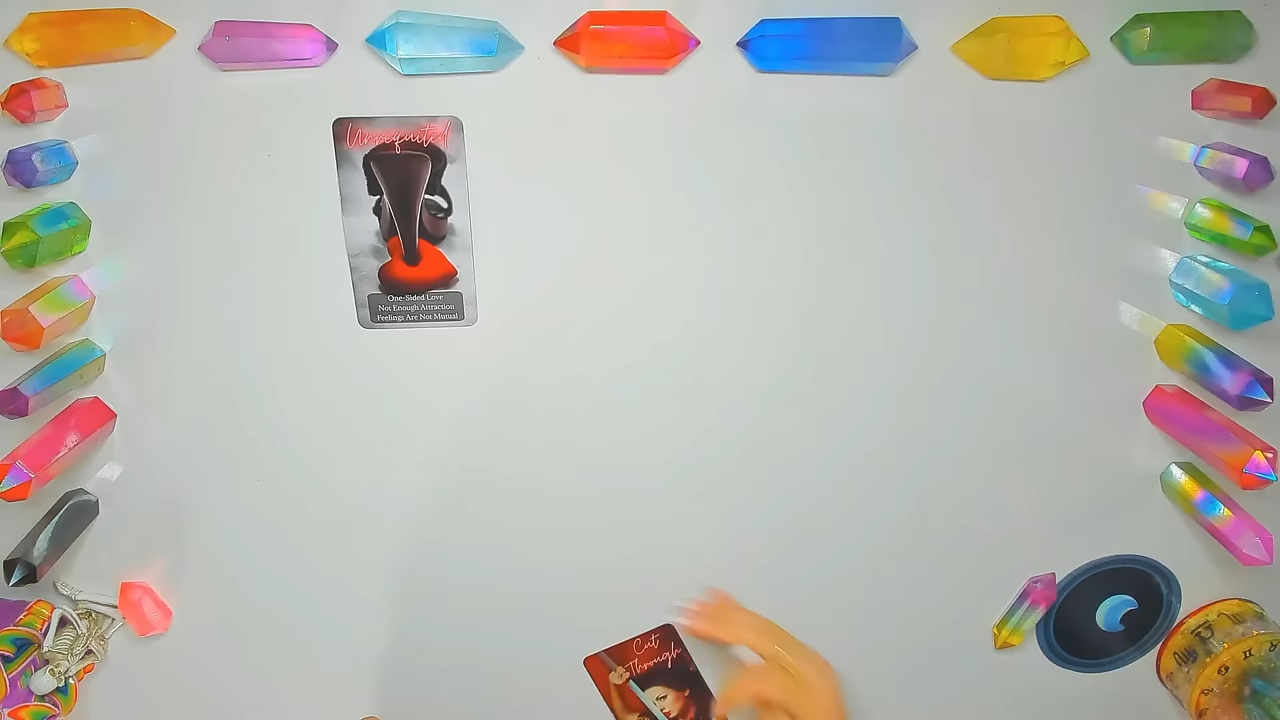 Unrequited
One-Sided Love
Not Enough Attraction
Feelings Are Not Mutual
Cut
Through